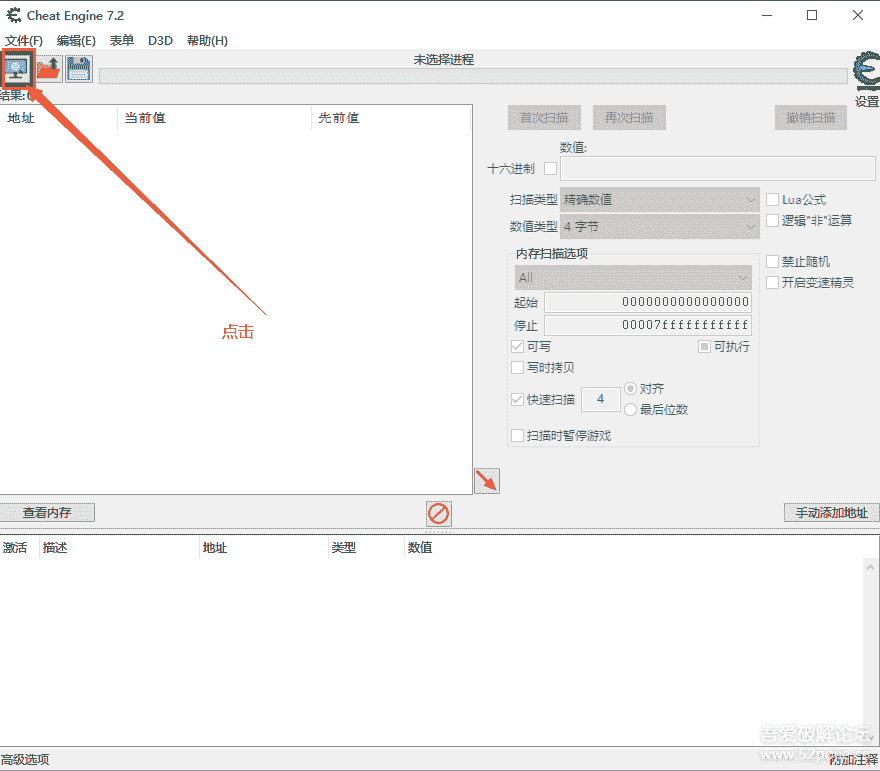 Cheat Engine 7.2
文件(F) 编辑(E) 表单 D3D 帮助(H)
未选择进程
设置
结果:
地址 当前值 先前值
首次扫描 再次扫描 撤销扫描
数值:
十六进制
扫描类型 精确数值 Lua公式
数值类型 4 字节 逻辑"非"运算
内存扫描选项
All
禁止随机
开启变速精灵
起始 0000000000000000
停止 00007fffffffffff
可写 可执行
写时拷贝
快速扫描 4 对齐
最后位数
扫描时暂停游戏
点击
查看内存 手动添加地址
激活 描述 地址 类型 数值
吾爱破解论坛
高级选项 附加注释